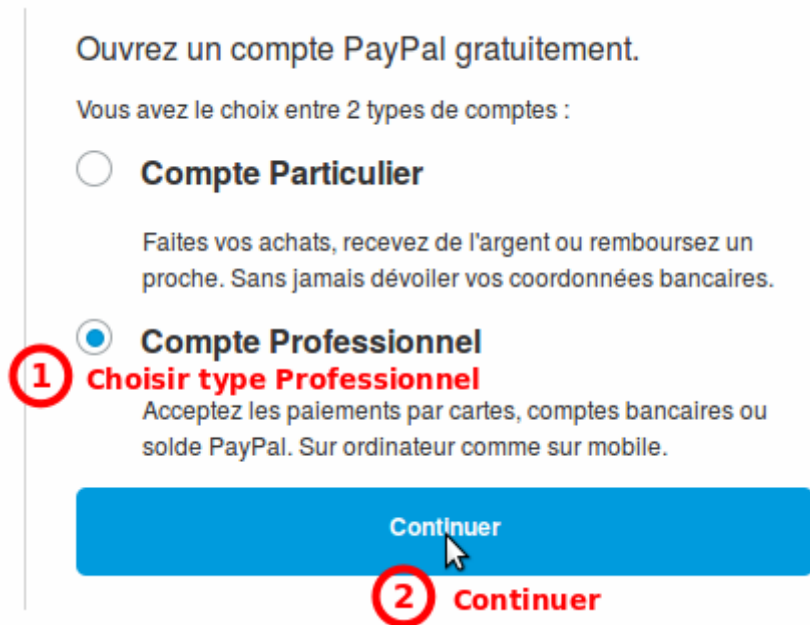 Ouvrez un compte PayPal gratuitement.
Vous avez le choix entre 2 types de comptes :
Compte Particulier
Faites vos achats, recevez de l'argent ou remboursez un
proche. Sans jamais dévoiler vos coordonnées bancaires.
Compte Professionnel
1 Choisir type Professionnel
Acceptez les paiements par cartes, comptes bancaires ou
solde PayPal. Sur ordinateur comme sur mobile.
Continuer
2 Continuer